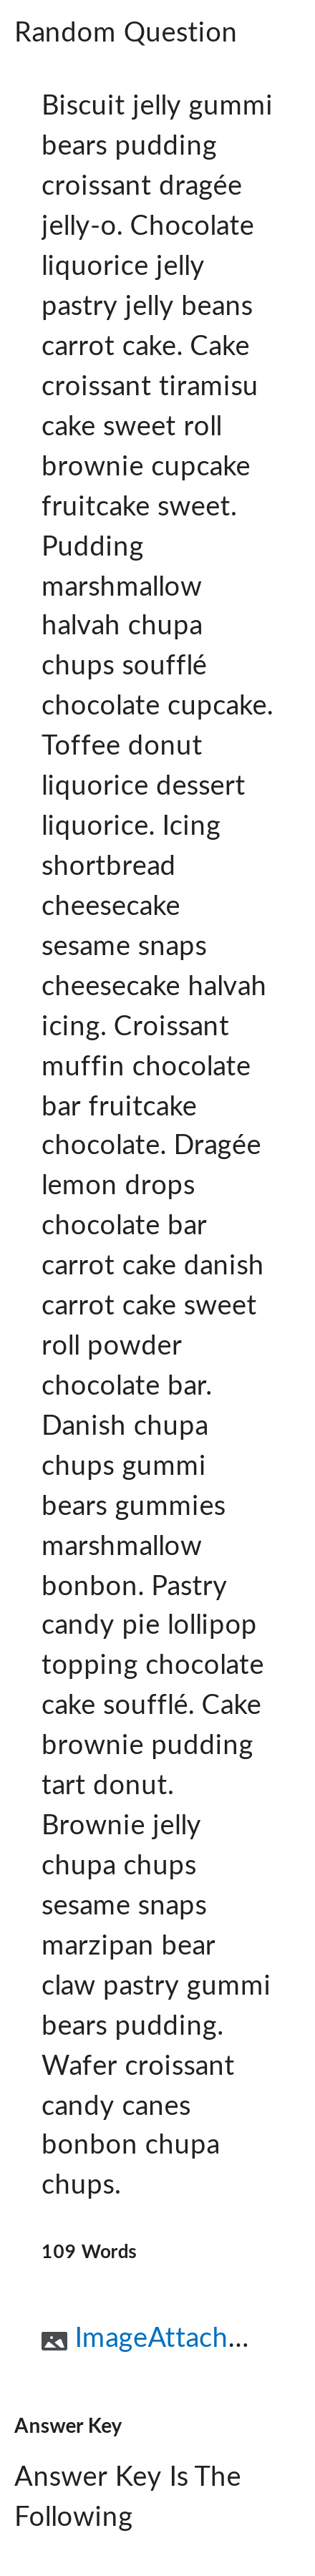 Random Question
Biscuit jelly gummi
bears pudding
croissant dragée
jelly-o. Chocolate
liquorice jelly
pastry jelly beans
carrot cake. Cake
croissant tiramisu
cake sweet roll
brownie cupcake
fruitcake sweet.
Pudding
marshmallow
halvah chupa
chups soufflé
chocolate cupcake.
Toffee donut
liquorice dessert
liquorice. Icing
shortbread
cheesecake
sesame snaps
cheesecake halvah
icing. Croissant
muffin chocolate
bar fruitcake
chocolate. Dragée
lemon drops
chocolate bar
carrot cake danish
carrot cake sweet
roll powder
chocolate bar.
Danish chupa
chups gummi
bears gummies
marshmallow
bonbon. Pastry
candy pie lollipop
topping chocolate
cake soufflé. Cake
brownie pudding
tart donut.
Brownie jelly
chupa chups
sesame snaps
marzipan bear
claw pastry gummi
bears pudding.
Wafer croissant
candy canes
bonbon chupa
chups.
109 Words
ImageAttach...
Answer Key
Answer Key Is The
Following